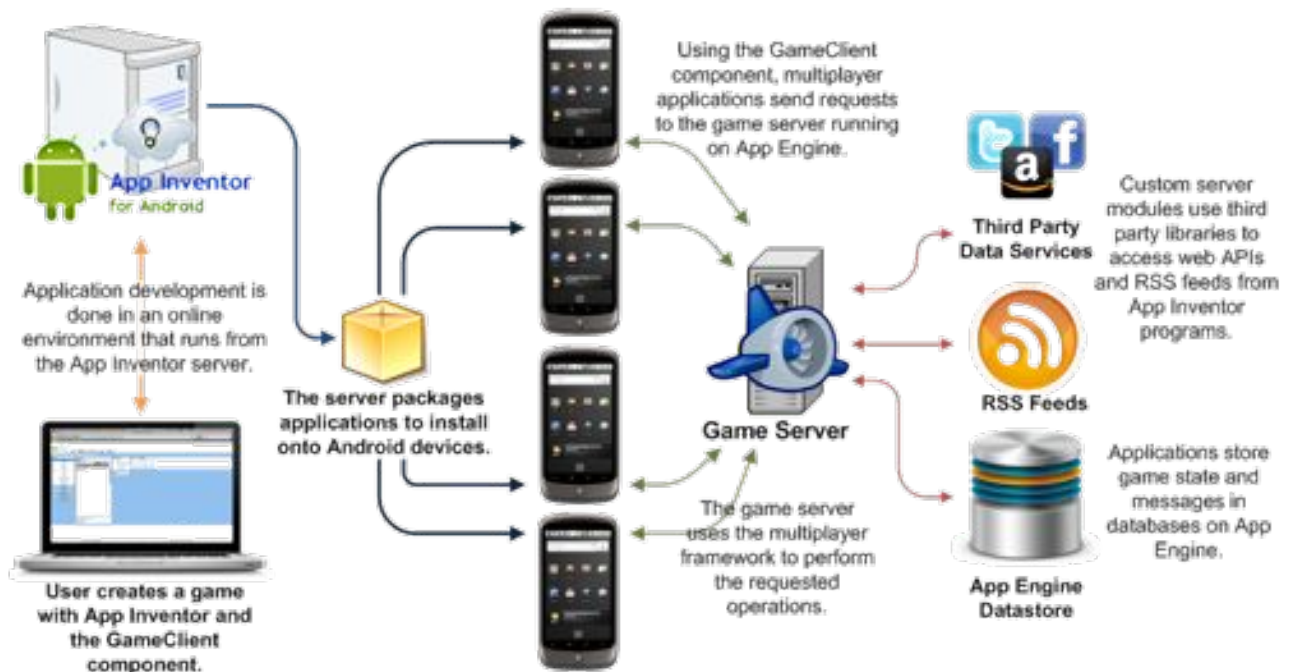 App Inventor
for Android
Application development is
done in an online
environment that runs from
the App Inventor server.
User creates a game
with App Inventor and
the GameClient
component.
The server packages
applications to install
onto Android devices.
Using the GameClient
component, multiplayer
applications send requests
to the game server running
on App Engine.
Game Server
The game server
uses the multiplayer
framework to perform
the requested
operations.
a
f
Third Party
Data Services
Custom server
modules use third
party libraries to
access web APIs
and RSS feeds from
App Inventor
programs.
RSS Feeds
Applications store
game state and
messages in
databases on App
Engine.
App Engine
Datastore